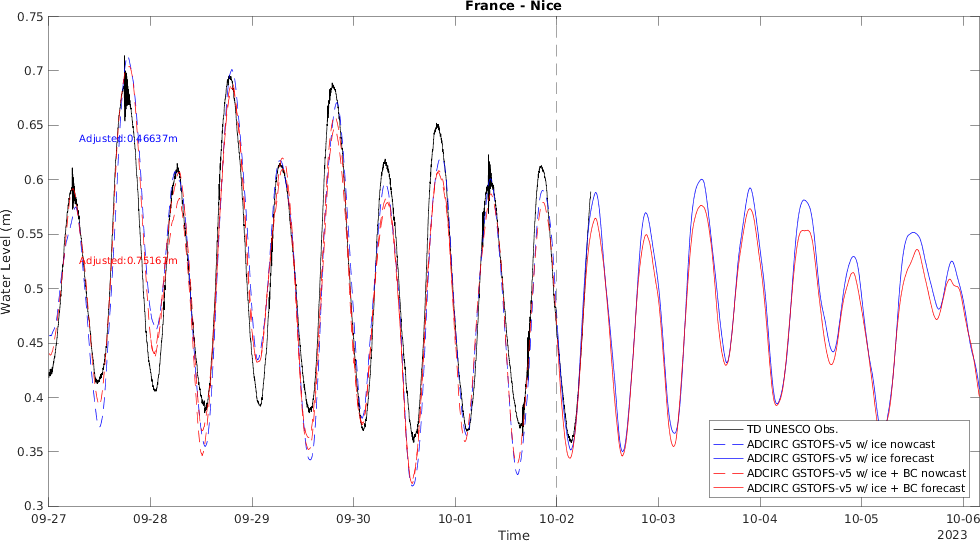 France - Nice
0.75
0.7
0.65
0.6
0.55
0.5
0.45
0.4
0.35
0.3
Water Level (m)
Adjusted:0.46637m
Adjusted:0.75167m
TD UNESCO Obs.
ADCIRC GSTOFS-v5 w/ ice nowcast
ADCIRC GSTOFS-v5 w/ ice forecast
ADCIRC GSTOFS-v5 w/ ice + BC nowcast
ADCIRC GSTOFS-v5 w/ ice + BC forecast
09-27 09-28 09-29 09-30 10-01 10-02 10-03 10-04 10-05 10-06
Time
2023